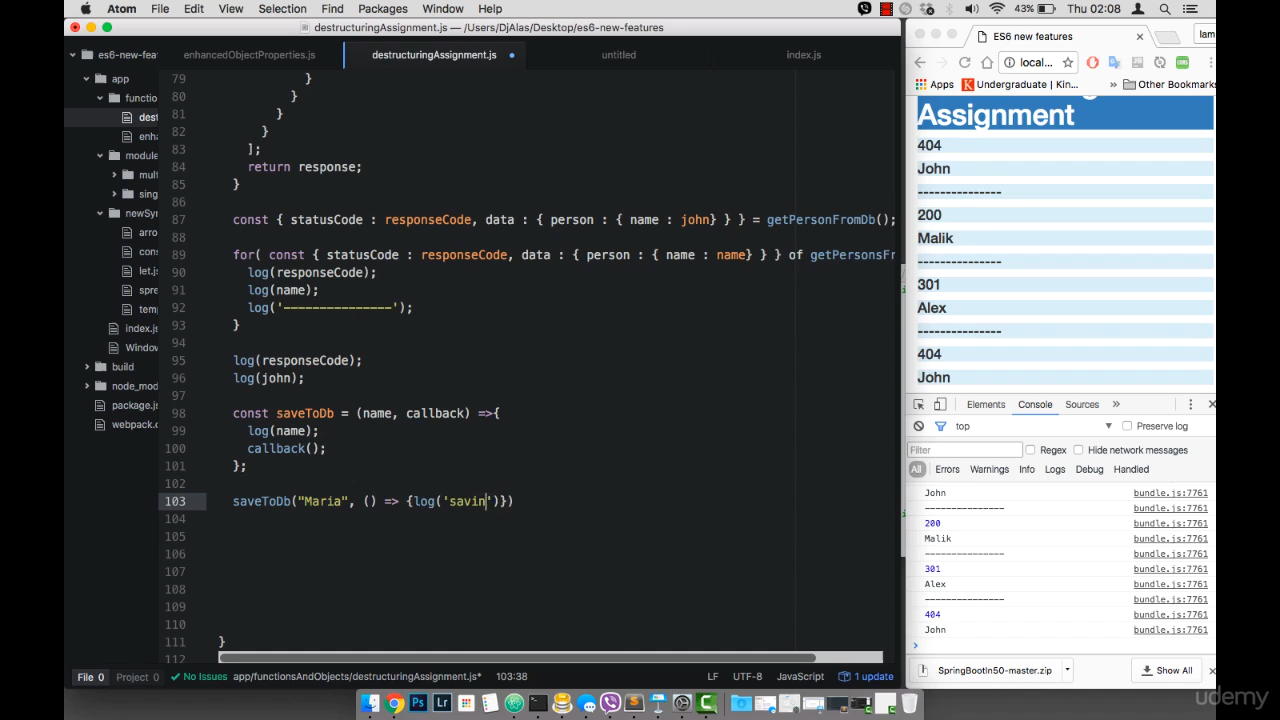 Atom File Edit View Selection Find Packages Window Help 43% Thu 02:08
destructuringAssignment.js — /Users/DjAlas/Desktop/es6-new-features
es6-new-fea
app
functio
dest
enha
module
mult
sing
newSy
arro
cons
let.j
spre
temp
index.js
Window
build
node_mod
package.js
webpack.c
enhancedObjectProperties.js destructuringAssignment.js untitled index.js
79 }
80 }
81 }
82 }
83 ];
84 return response;
85 }
86
87 const { statusCode : responseCode, data : { person : { name : john} } } = getPersonFromDb();
88
89 for( const { statusCode : responseCode, data : { person : { name : name} } } of getPersonsFr
90 log(responseCode);
91 log(name);
92 log('---------------');
93 }
94
95 log(responseCode);
96 log(john);
97
98 const saveToDb = (name, callback) =>{
99 log(name);
100 callback();
101 };
102
103 saveToDb("Maria", () => {log('savin')})
104
105
106
107
108
109
110
111 }
112
File 0 Project 0 No Issues app/functionsAndObjects/destructuringAssignment.js* 103:38 LF UTF-8 JavaScript 1 update
ES6 new features
lam
local...
Apps Undergraduate | Kin... » Other Bookmarks
Assignment
404
John
---------------
200
Malik
---------------
301
Alex
---------------
404
John
Elements Console Sources »
top Preserve log
Filter Regex Hide network messages
All Errors Warnings Info Logs Debug Handled
John bundle.js:7761
--------------- bundle.js:7761
200 bundle.js:7761
Malik bundle.js:7761
--------------- bundle.js:7761
301 bundle.js:7761
Alex bundle.js:7761
--------------- bundle.js:7761
404 bundle.js:7761
John bundle.js:7761
SpringBootIn50-master.zip Show All
udemy